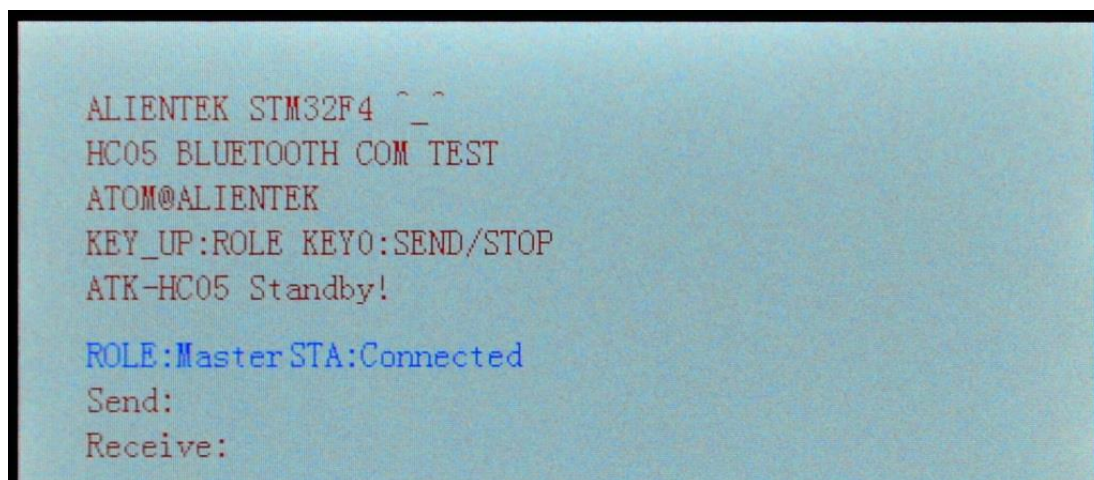 ALIENTEK STM32F4 ^_^
HC05 BLUETOOTH COM TEST
ATOM@ALIENTEK
KEY_UP:ROLE KEY0:SEND/STOP
ATK-HC05 Standby!
ROLE:Master STA:Connected
Send:
Receive: